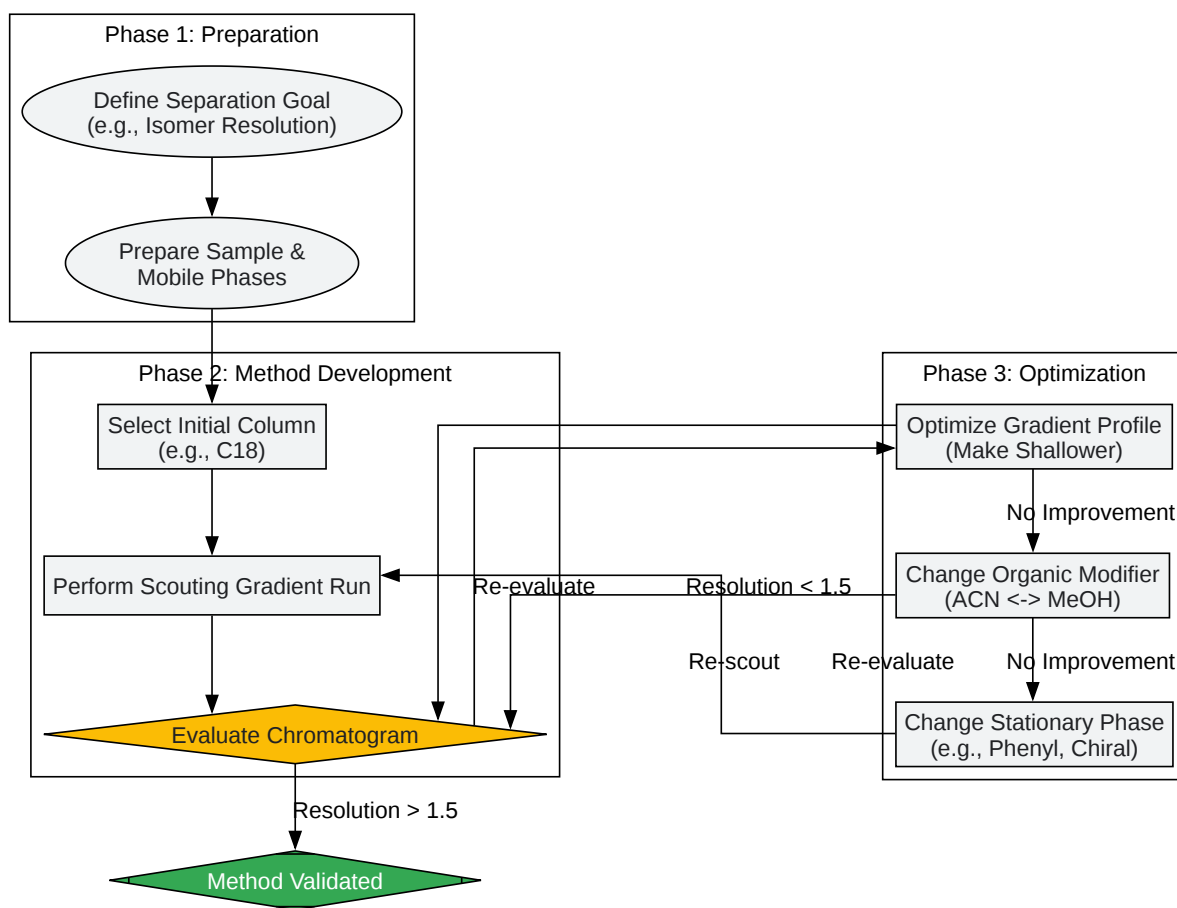 Phase 1: Preparation
Define Separation Goal
(e.g., Isomer Resolution)
Prepare Sample &
Mobile Phases
Phase 2: Method Development
Select Initial Column
(e.g., C18)
Perform Scouting Gradient Run
Evaluate Chromatogram
Resolution > 1.5
Method Validated
Re-evaluate
Resolution < 1.5
Re-scout
Re-evaluate
Phase 3: Optimization
Optimize Gradient Profile
(Make Shallower)
No Improvement
Change Organic Modifier
(ACN <-> MeOH)
No Improvement
Change Stationary Phase
(e.g., Phenyl, Chiral)